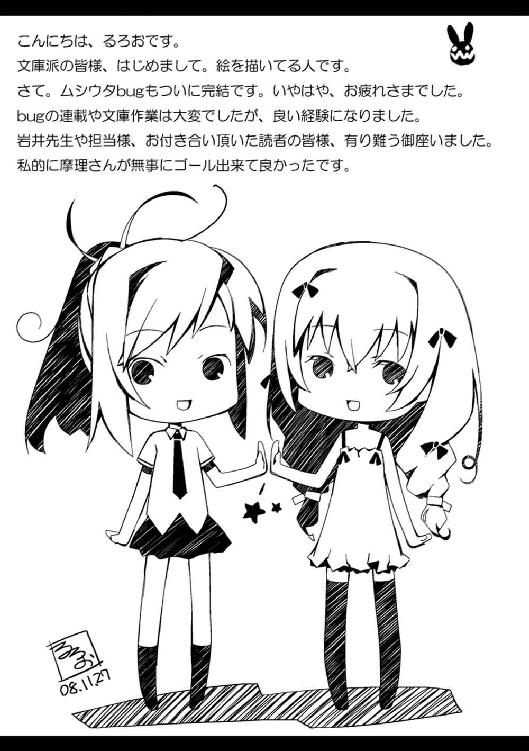 こんにちは、るろおです。
文庫派の皆様、はじめまして。絵を描いてる人です。
さて。ムシウタbugもついに完結です。いやはや、お疲れさまでした。
bugの連載や文庫作業は大変でしたが、良い経験になりました。
岩井先生や担当様、お付き合い頂いた読者の皆様、有り難う御座いました。
私的に摩理さんが無事にゴール出来て良かったです。
るろお
08.11.27